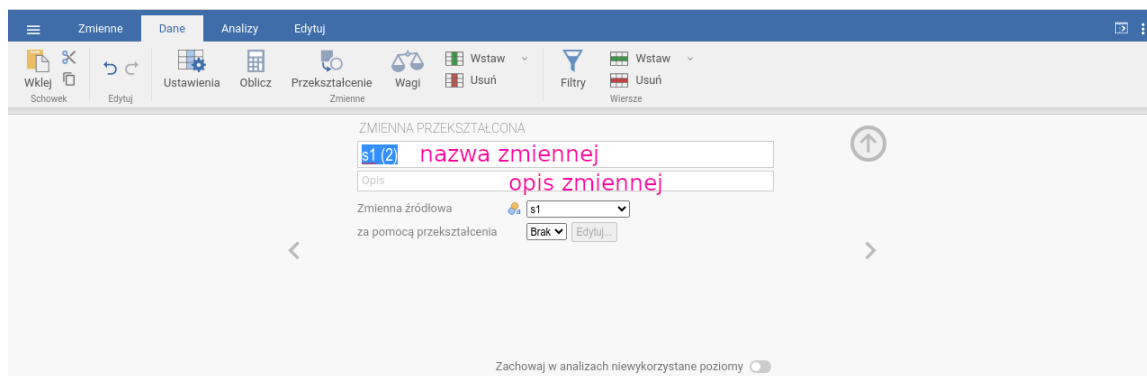 Zmienne Dane Analizy Edytuj
Wklej Ustawienia Oblicz Przekształcenie Wagi Wstaw Usuń Filtry Wstaw Usuń
Schowek Edytuj Zmienne Wiersze
ZMIENNA PRZEKSZTAŁCONA
s1 (2) nazwa zmiennej
Opis opis zmiennej
Zmienna źródłowa a s1
za pomocą przekształcenia Brak Edytuj...
Zachowaj w analizach niewykorzystane poziomy